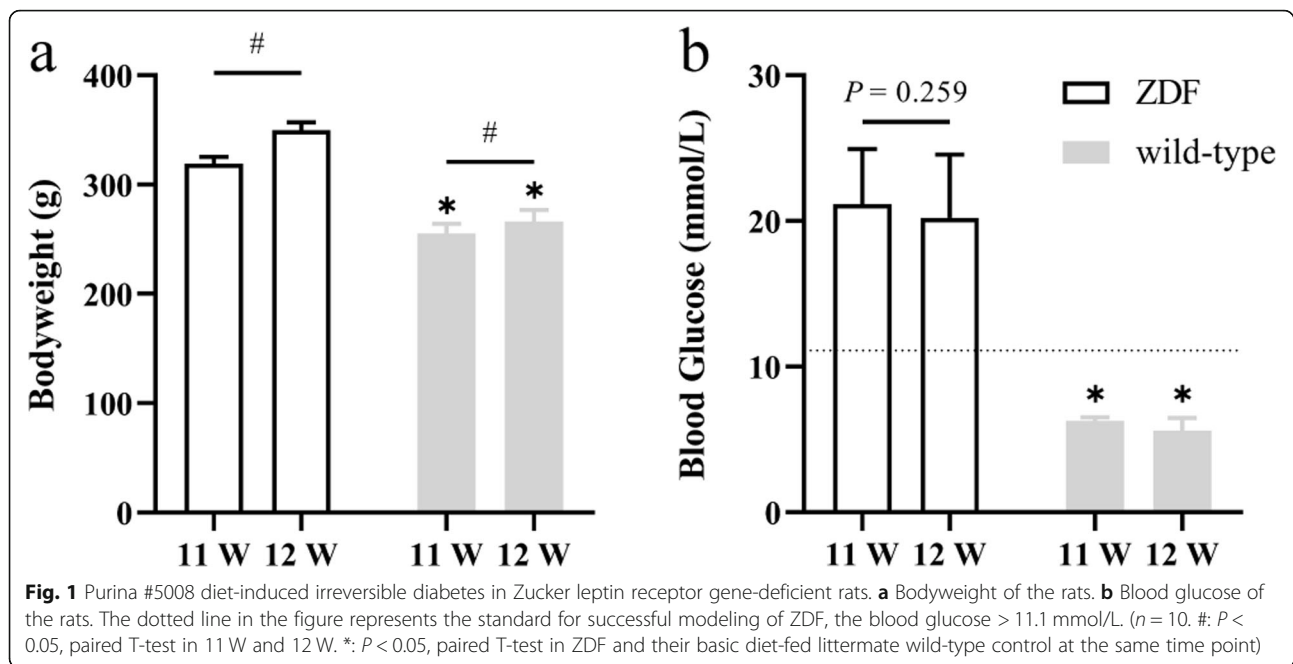 a
#
#
400
300
200
100
0
Bodyweight (g)
*
*
11 W 12 W
11 W 12 W
b
P = 0.259
ZDF
wild-type
30
20
10
0
Blood Glucose (mmol/L)
*
*
11 W 12 W
11 W 12 W
Fig. 1 Purina #5008 diet-induced irreversible diabetes in Zucker leptin receptor gene-deficient rats. a Bodyweight of the rats. b Blood glucose of
the rats. The dotted line in the figure represents the standard for successful modeling of ZDF, the blood glucose > 11.1 mmol/L. (n = 10. #: P <
0.05, paired T-test in 11 W and 12 W. *: P < 0.05, paired T-test in ZDF and their basic diet-fed littermate wild-type control at the same time point)